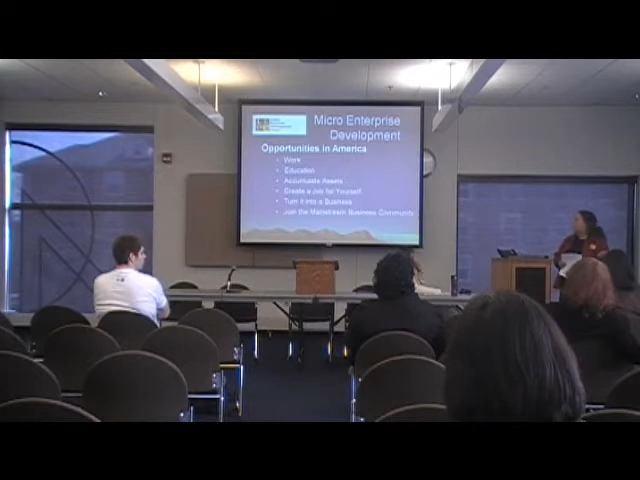 Micro Enterprise
Development
Opportunities in America
Work
Education
Accumulate Assets
Create a Job for Yourself
Turn it into a Business
Join the Mainstream Business Community